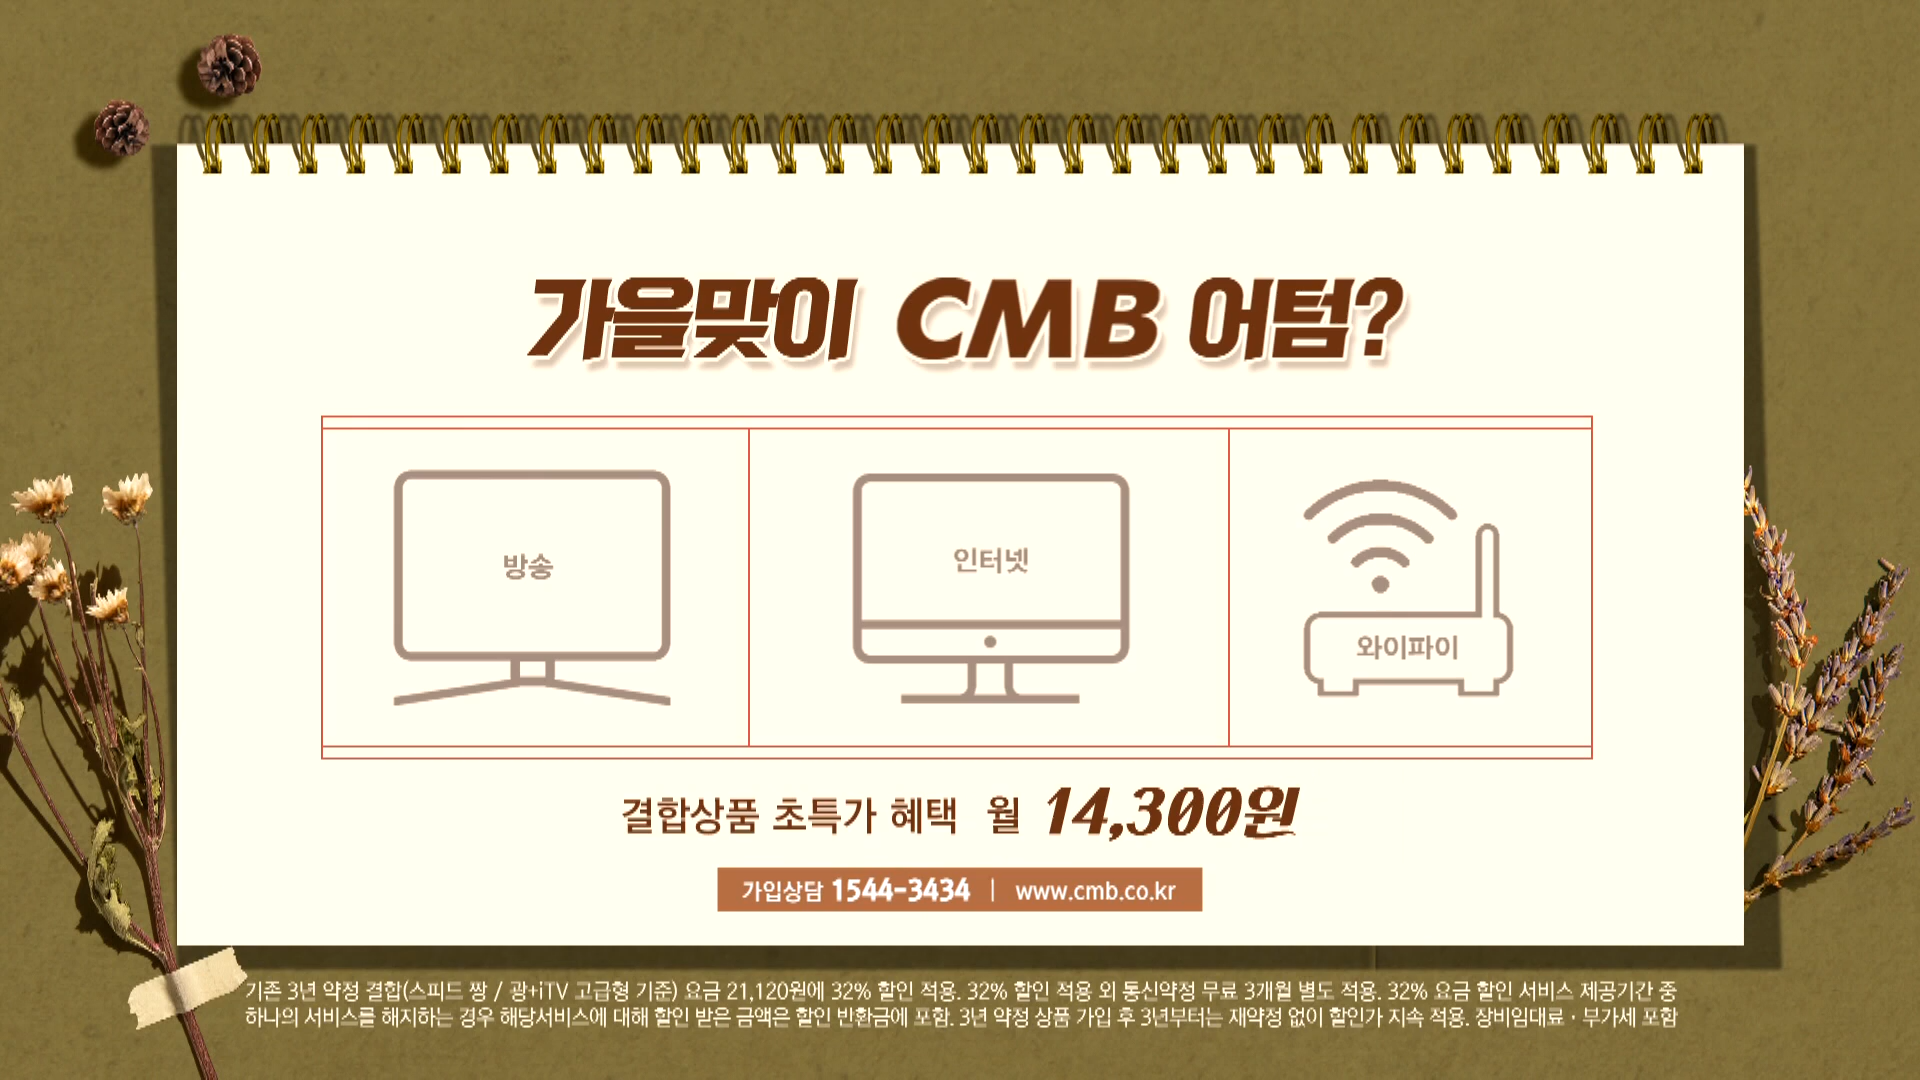 가을맞이 CMB 어텀?
방송
인터넷
와이파이
결합상품 초특가 혜택 월 14,300원
가입상담 1544-3434 | www.cmb.co.kr
기존 3년 약정 결합(스피드 짱 / 광+iTV 고급형 기준) 요금 21,120원에 32% 할인 적용. 32% 할인 적용 외 통신약정 무료 3개월 별도 적용. 32% 요금 할인 서비스 제공기간 중
하나의 서비스를 해지하는 경우 해당서비스에 대해 할인 받은 금액은 할인 반환금에 포함. 3년 약정 상품 가입 후 3년부터는 재약정 없이 할인가 지속 적용. 장비임대료 · 부가세 포함